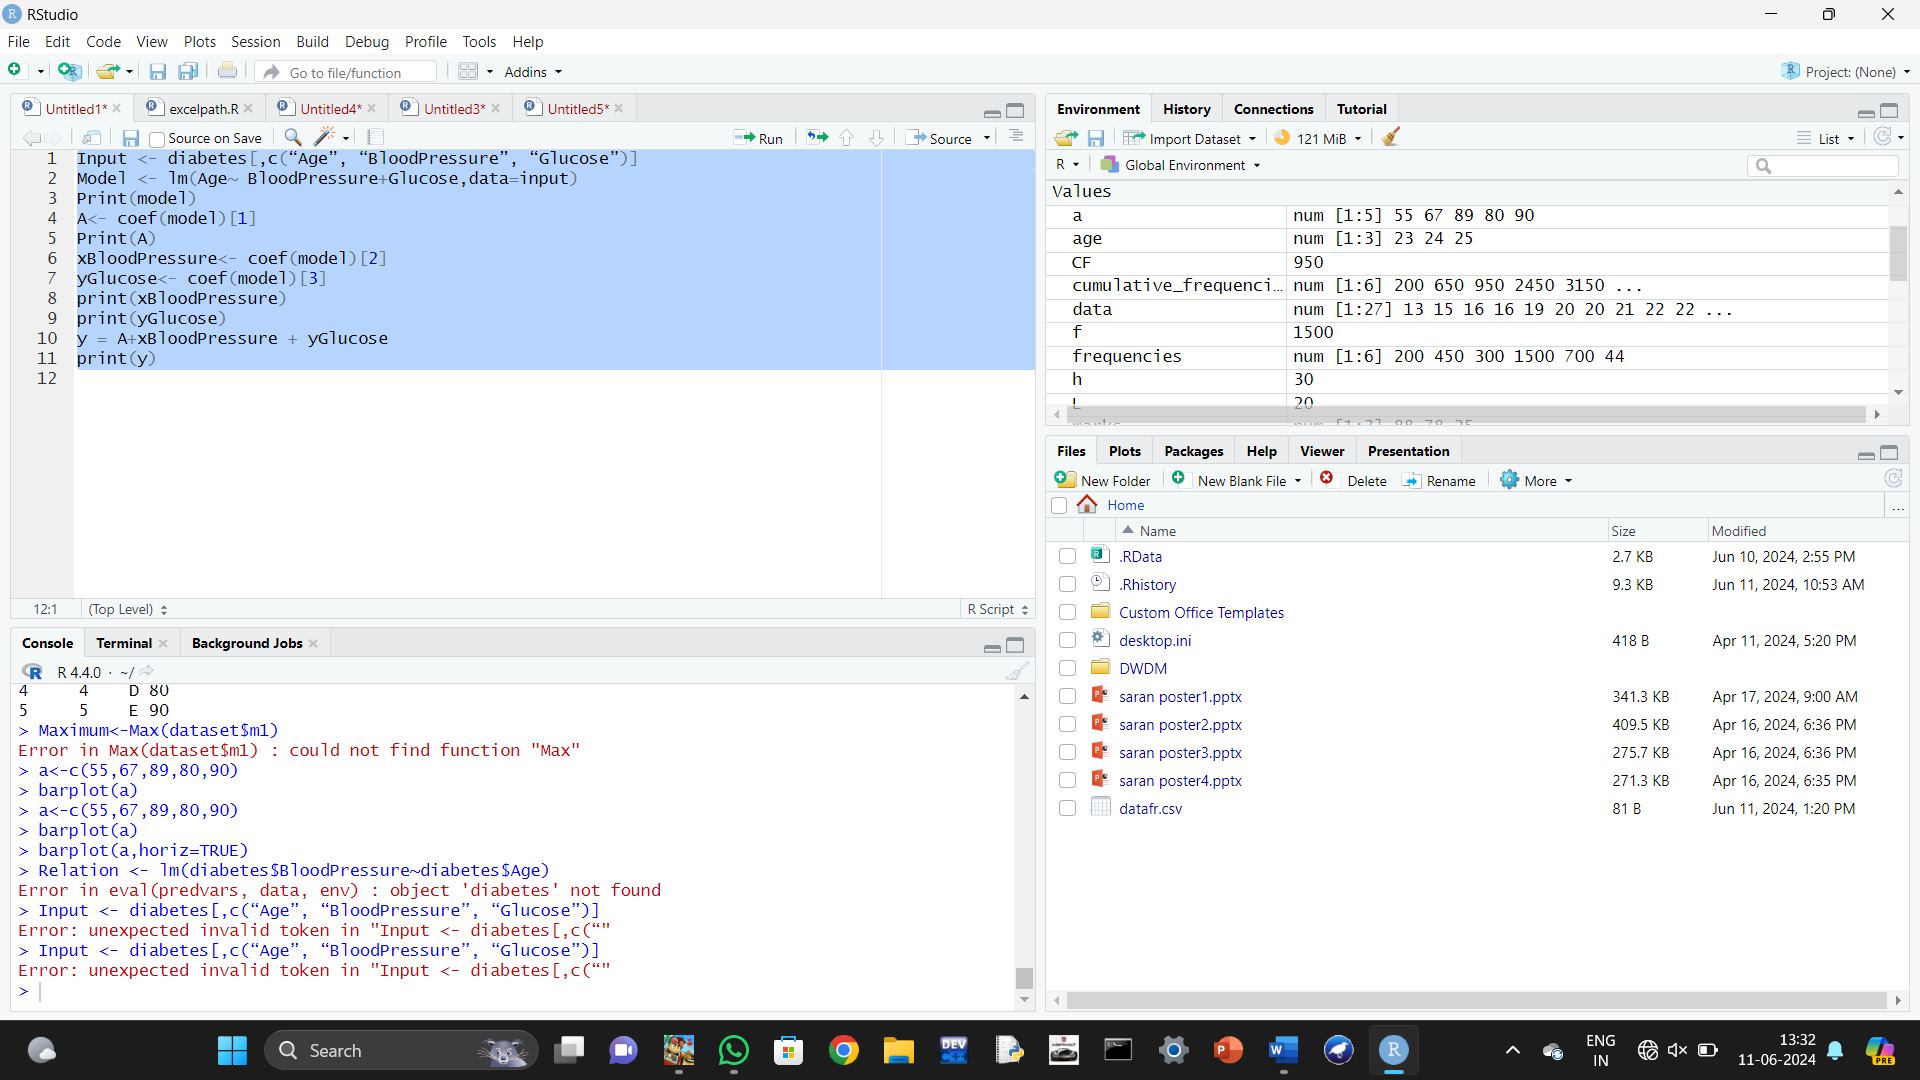 RStudio
File Edit Code View Plots Session Build Debug Profile Tools Help
Go to file/function Addins Project: (None)
Untitled1* excelpath.R Untitled4* Untitled3* Untitled5*
Source on Save Run Source
1 Input <- diabetes[,c(“Age”, “BloodPressure”, “Glucose”)]
2 Model <- lm(Age~ BloodPressure+Glucose,data=input)
3 Print(model)
4 A<- coef(model)[1]
5 Print(A)
6 xBloodPressure<- coef(model)[2]
7 yGlucose<- coef(model)[3]
8 print(xBloodPressure)
9 print(yGlucose)
10 y = A+xBloodPressure + yGlucose
11 print(y)
12
12:1 (Top Level) R Script
Console Terminal Background Jobs
R 4.4.0 · ~/
4 4 D 80
5 5 E 90
> Maximum<-Max(dataset$m1)
Error in Max(dataset$m1) : could not find function "Max"
> a<-c(55,67,89,80,90)
> barplot(a)
> a<-c(55,67,89,80,90)
> barplot(a)
> barplot(a,horiz=TRUE)
> Relation <- lm(diabetes$BloodPressure~diabetes$Age)
Error in eval(predvars, data, env) : object 'diabetes' not found
> Input <- diabetes[,c(“Age”, “BloodPressure”, “Glucose”)]
Error: unexpected invalid token in "Input <- diabetes[,c(“"
> Input <- diabetes[,c(“Age”, “BloodPressure”, “Glucose”)]
Error: unexpected invalid token in "Input <- diabetes[,c(“"
>
Environment History Connections Tutorial
Import Dataset 121 MiB List
R Global Environment
Values
a num [1:5] 55 67 89 80 90
age num [1:3] 23 24 25
CF 950
cumulative_frequenci… num [1:6] 200 650 950 2450 3150 ...
data num [1:27] 13 15 16 16 19 20 20 21 22 22 ...
f 1500
frequencies num [1:6] 200 450 300 1500 700 44
h 30
L 20
Files Plots Packages Help Viewer Presentation
New Folder New Blank File Delete Rename More
Home ...
Name Size Modified
.RData 2.7 KB Jun 10, 2024, 2:55 PM
.Rhistory 9.3 KB Jun 11, 2024, 10:53 AM
Custom Office Templates
desktop.ini 418 B Apr 11, 2024, 5:20 PM
DWDM
saran poster1.pptx 341.3 KB Apr 17, 2024, 9:00 AM
saran poster2.pptx 409.5 KB Apr 16, 2024, 6:36 PM
saran poster3.pptx 275.7 KB Apr 16, 2024, 6:36 PM
saran poster4.pptx 271.3 KB Apr 16, 2024, 6:35 PM
datafr.csv 81 B Jun 11, 2024, 1:20 PM
Search DEV C++ ENG IN 13:32 11-06-2024 PRE